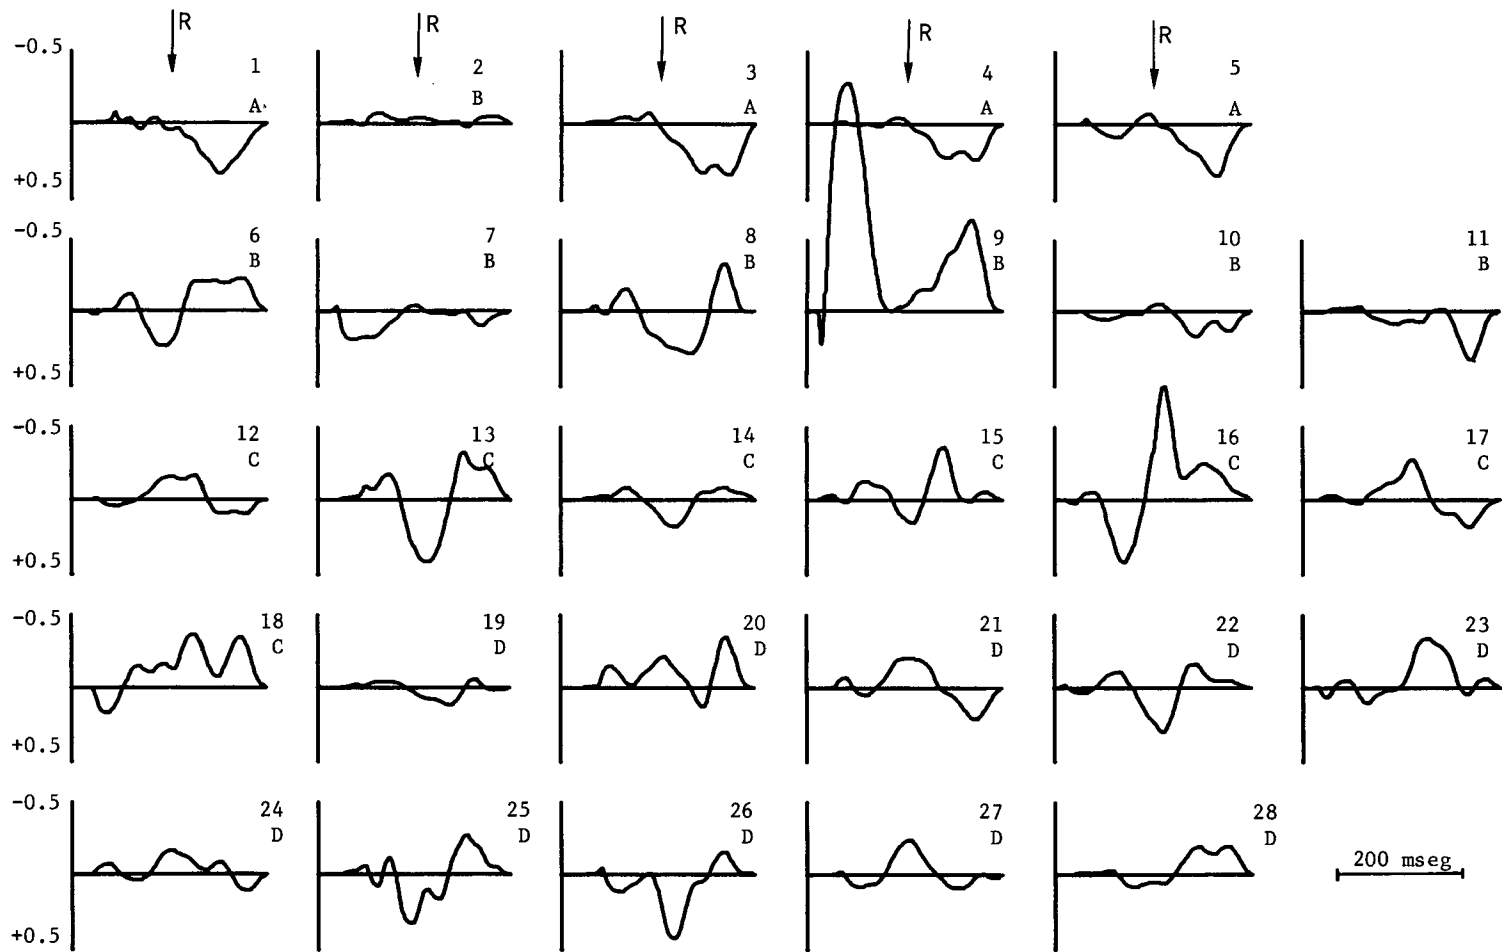 R R R R R
-0.5 1 2 3 4 5
A B A A A
+0.5
-0.5 6 7 8 9 10 11
B B B B B B
+0.5
-0.5 12 13 14 15 16 17
C C C C C C
+0.5
-0.5 18 19 20 21 22 23
C D D D D D
+0.5
-0.5 24 25 26 27 28
D D D D D
200 mseg
+0.5